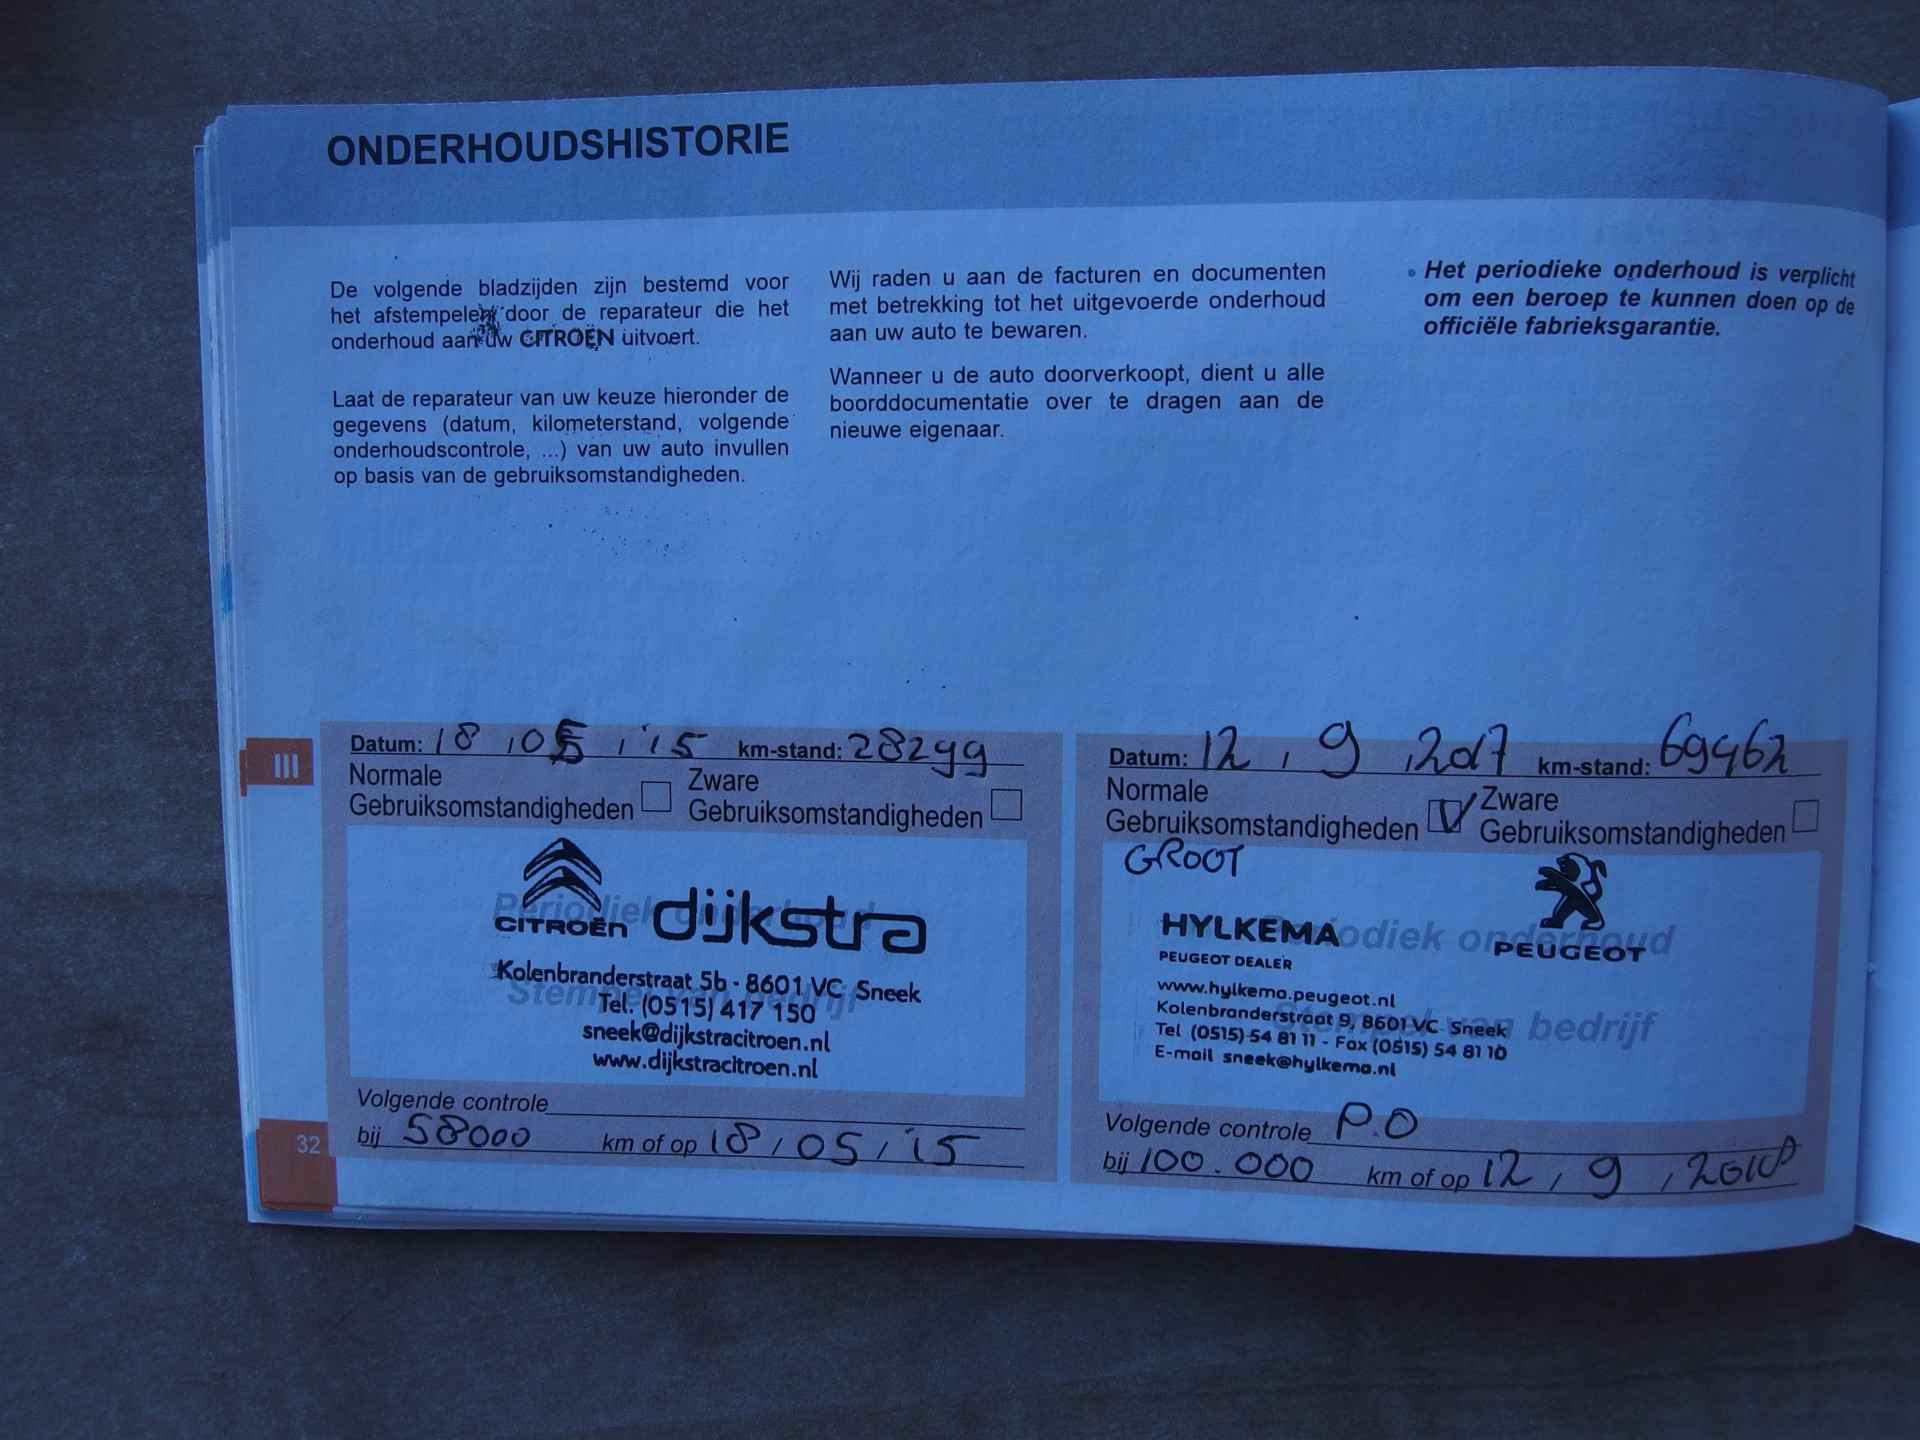 ONDERHOUDSHISTORIE
De volgende bladzijden zijn bestemd voor
het afstempelen door de reparateur die het
onderhoud aan uw CITROËN uitvoert.
Laat de reparateur van uw keuze hieronder de
gegevens (datum, kilometerstand, volgende
onderhoudscontrole, ...) van uw auto invullen
op basis van de gebruiksomstandigheden.
Wij raden u aan de facturen en documenten
met betrekking tot het uitgevoerde onderhoud
aan uw auto te bewaren.
Wanneer u de auto doorverkoopt, dient u alle
boorddocumentatie over te dragen aan de
nieuwe eigenaar.
• Het periodieke onderhoud is verplicht
om een beroep te kunnen doen op de
officiële fabrieksgarantie.
III
32
Datum: 18 , 05 , '15 km-stand: 28299
Normale
Gebruiksomstandigheden
Zware
Gebruiksomstandigheden
Periodiek onderhoud
Stempel van bedrijf
CITROËN dijkstra
Kolenbranderstraat 5b - 8601 VC Sneek
Tel. (0515) 417 150
sneek@dijkstracitroen.nl
www.dijkstracitroen.nl
Volgende controle
bij 58000 km of op 18 , 05 , '15
Datum: 12 , 9 , 2017 km-stand: 69462
Normale
Gebruiksomstandigheden V
Zware
Gebruiksomstandigheden
GROOT
Periodiek onderhoud
Stempel van bedrijf
HYLKEMA
PEUGEOT DEALER
PEUGEOT
www.hylkema.peugeot.nl
Kolenbranderstraat 9, 8601 VC Sneek
Tel (0515) 54 81 11 - Fax (0515) 54 81 10
E-mail sneek@hylkema.nl
Volgende controle P.O
bij 100.000 km of op 12 , 9 , 2018